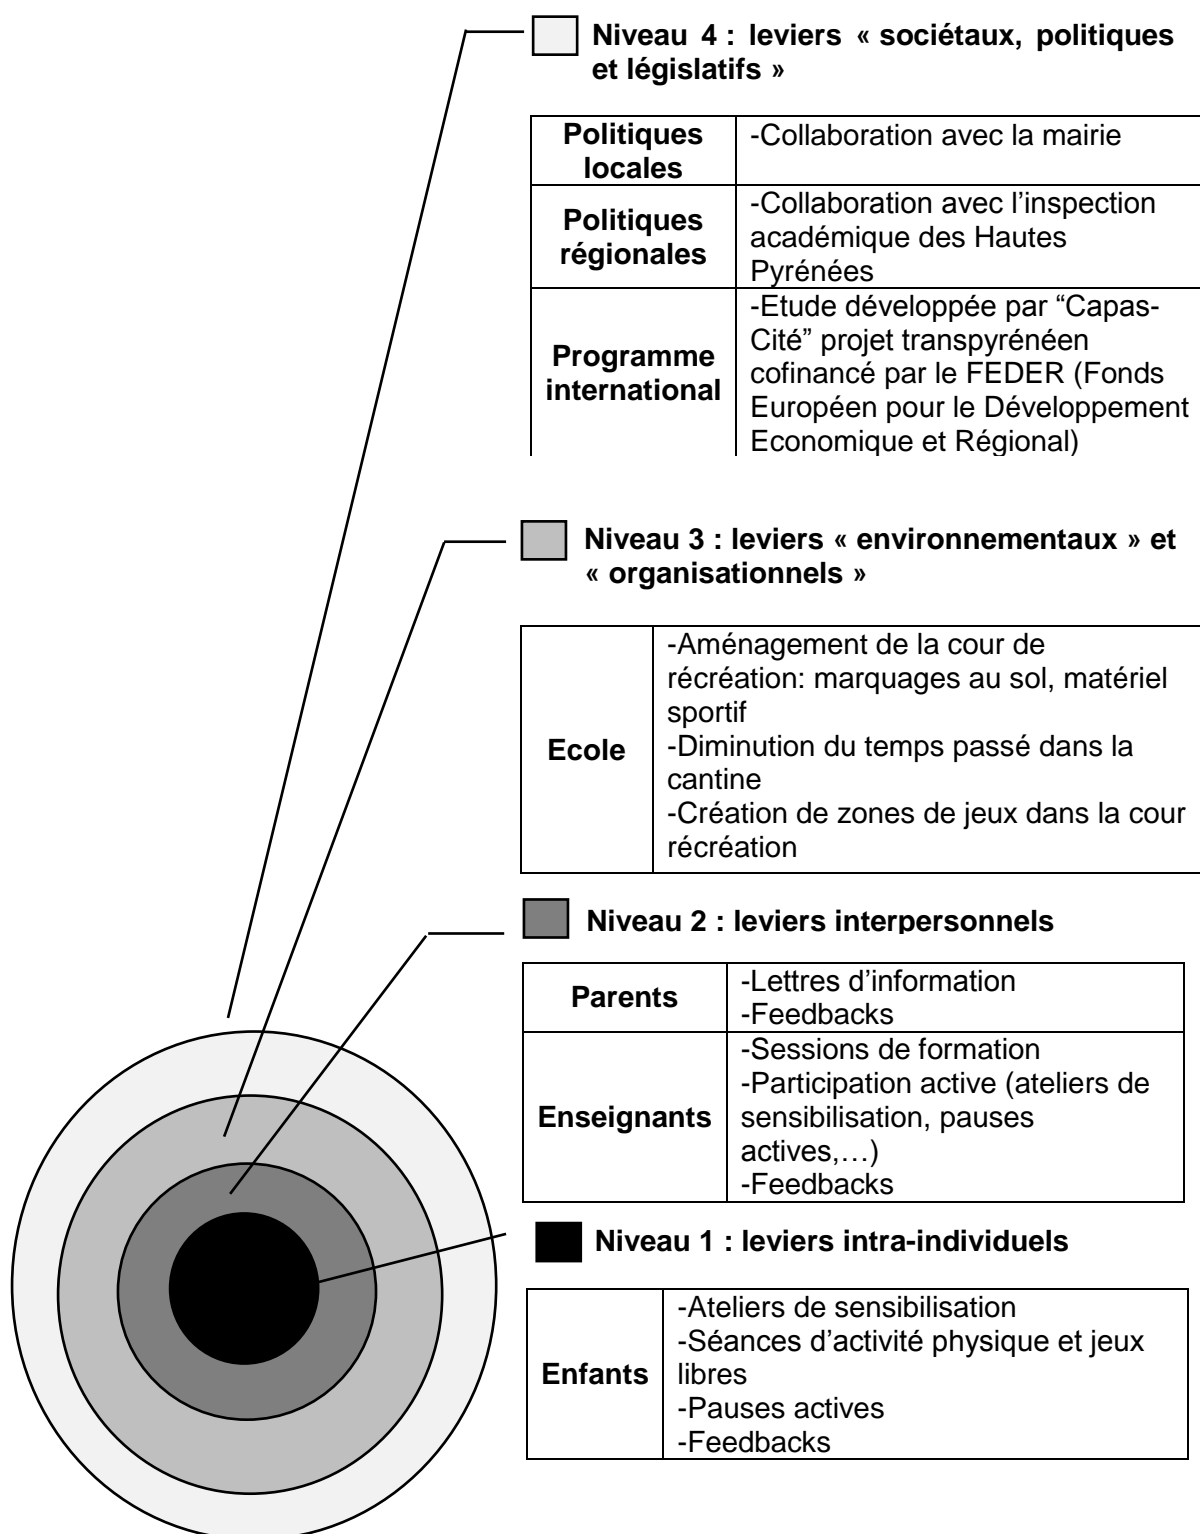 Niveau 4 : leviers « sociétaux, politiques
et législatifs »
Politiques
locales
-Collaboration avec la mairie
Politiques
régionales
-Collaboration avec l’inspection
académique des Hautes
Pyrénées
Programme
international
-Etude développée par “Capas-
Cité” projet transpyrénéen
cofinancé par le FEDER (Fonds
Européen pour le Développement
Economique et Régional)
Niveau 3 : leviers « environnementaux » et
« organisationnels »
Ecole
-Aménagement de la cour de
récréation: marquages au sol, matériel
sportif
-Diminution du temps passé dans la
cantine
-Création de zones de jeux dans la cour
récréation
Niveau 2 : leviers interpersonnels
Parents
-Lettres d’information
-Feedbacks
Enseignants
-Sessions de formation
-Participation active (ateliers de
sensibilisation, pauses
actives,…)
-Feedbacks
Niveau 1 : leviers intra-individuels
Enfants
-Ateliers de sensibilisation
-Séances d’activité physique et jeux
libres
-Pauses actives
-Feedbacks